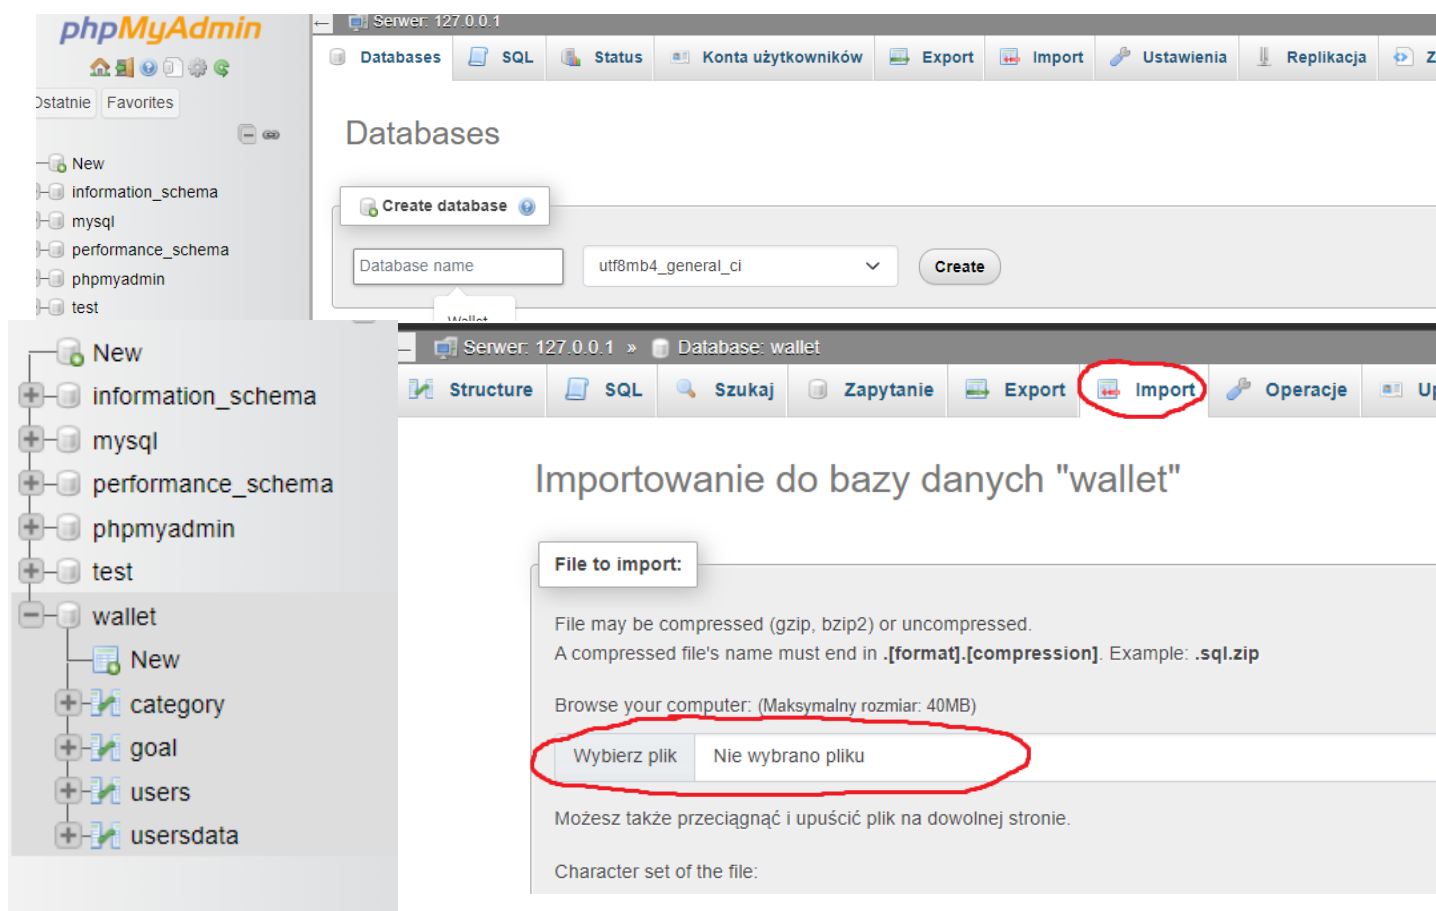 phpMyAdmin
Ostatnie Favorites
New
information_schema
mysql
performance_schema
phpmyadmin
test
Serwer: 127.0.0.1
Databases SQL Status Konta użytkowników Export Import Ustawienia Replikacja
Databases
Create database
Database name utf8mb4_general_ci Create
Wallet
New
information_schema
mysql
performance_schema
phpmyadmin
test
wallet
New
category
goal
users
usersdata
Serwer: 127.0.0.1 » Database: wallet
Structure SQL Szukaj Zapytanie Export Import Operacje
Importowanie do bazy danych "wallet"
File to import:
File may be compressed (gzip, bzip2) or uncompressed.
A compressed file's name must end in .[format].[compression]. Example: .sql.zip
Browse your computer: (Maksymalny rozmiar: 40MB)
Wybierz plik Nie wybrano pliku
Możesz także przeciągnąć i upuścić plik na dowolnej stronie.
Character set of the file: